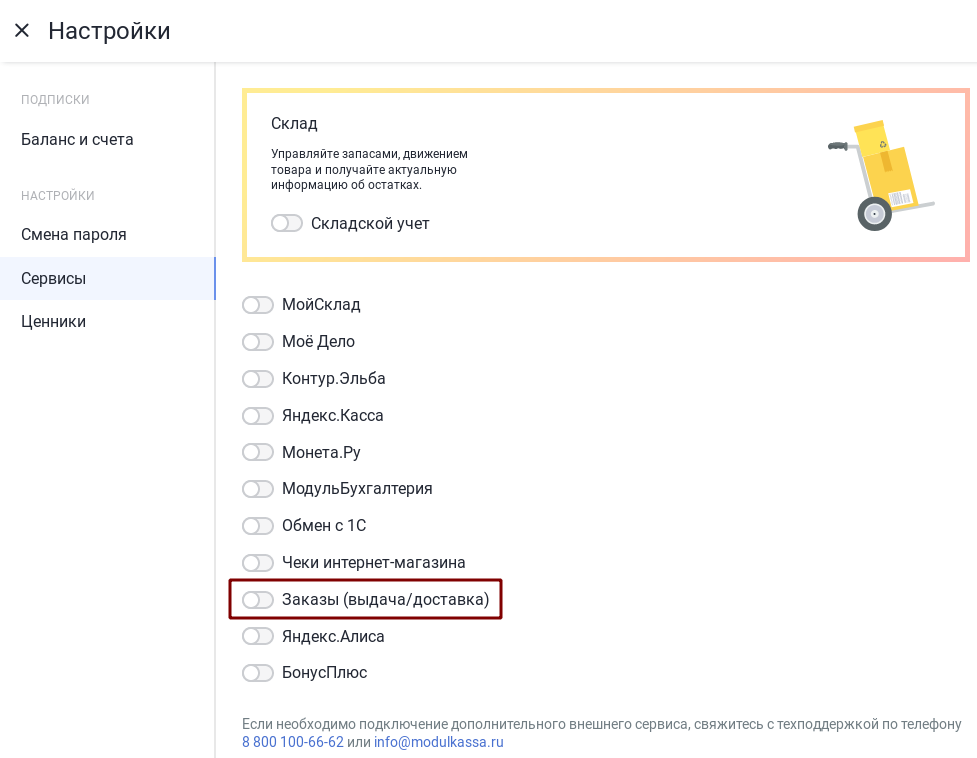 Настройки
ПОДПИСКИ
Баланс и счета
НАСТРОЙКИ
Смена пароля
Сервисы
Ценники
Склад
Управляйте запасами, движением
товара и получайте актуальную
информацию об остатках.
Складской учет
МойСклад
Моё Дело
Контур.Эльба
Яндекс.Касса
Монета.Ру
МодульБухгалтерия
Обмен с 1С
Чеки интернет-магазина
Заказы (выдача/доставка)
Яндекс.Алиса
БонусПлюс
Если необходимо подключение дополнительного внешнего сервиса, свяжитесь с техподдержкой по телефону
8 800 100-66-62 или info@modulkassa.ru